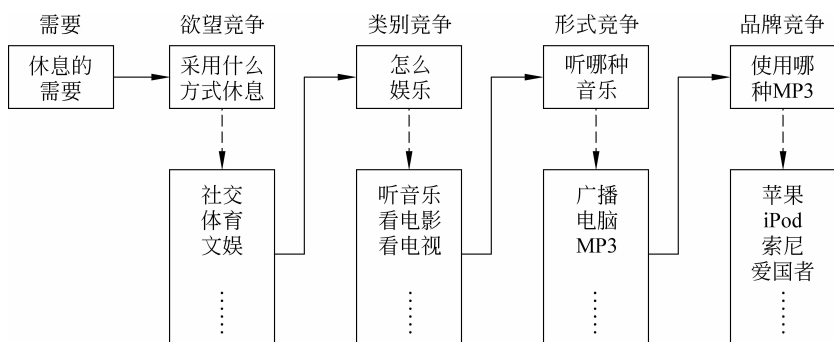 需要
欲望竞争
类别竞争
形式竞争
品牌竞争
休息的
需要
采用什么
方式休息
怎么
娱乐
听哪种
音乐
使用哪
种MP3
社交
体育
文娱
……
听音乐
看电影
看电视
……
广播
电脑
MP3
……
苹果
iPod
索尼
爱国者
……